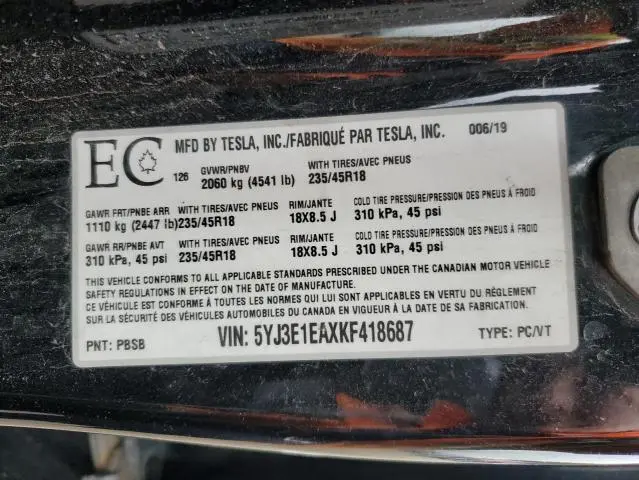 EC MFD BY TESLA, INC./FABRIQUÉ PAR TESLA, INC. 006/19
126 GVWR/PNBV WITH TIRES/AVEC PNEUS
2060 kg (4541 lb) 235/45R18
GAWR FRT/PNBE ARR WITH TIRES/AVEC PNEUS RIM/JANTE COLD TIRE PRESSURE/PRESSION DES PNEUS À FROID
1110 kg (2447 lb) 235/45R18 18X8.5 J 310 kPa, 45 psi
GAWR RR/PNBE AVT WITH TIRES/AVEC PNEUS RIM/JANTE COLD TIRE PRESSURE/PRESSION DES PNEUS À FROID
310 kPa, 45 psi 235/45R18 18X8.5 J 310 kPa, 45 psi
THIS VEHICLE CONFORMS TO ALL APPLICABLE STANDARDS PRESCRIBED UNDER THE CANADIAN MOTOR VEHICLE
SAFETY REGULATIONS IN EFFECT ON THE DATE OF MANUFACTURE.
CE VÉHICULE EST CONFORME À TOUTES LES NORMES QUI LUI SONT APPLICABLES EN VERTU DU RÈGLEMENT
SUR LA SÉCURITÉ DES VÉHICULES AUTOMOBILES DU CANADA EN VIGUEUR À LA DATE DE SA FABRICATION.
PNT: PBSB VIN: 5YJ3E1EAXKF418687 TYPE: PC/VT